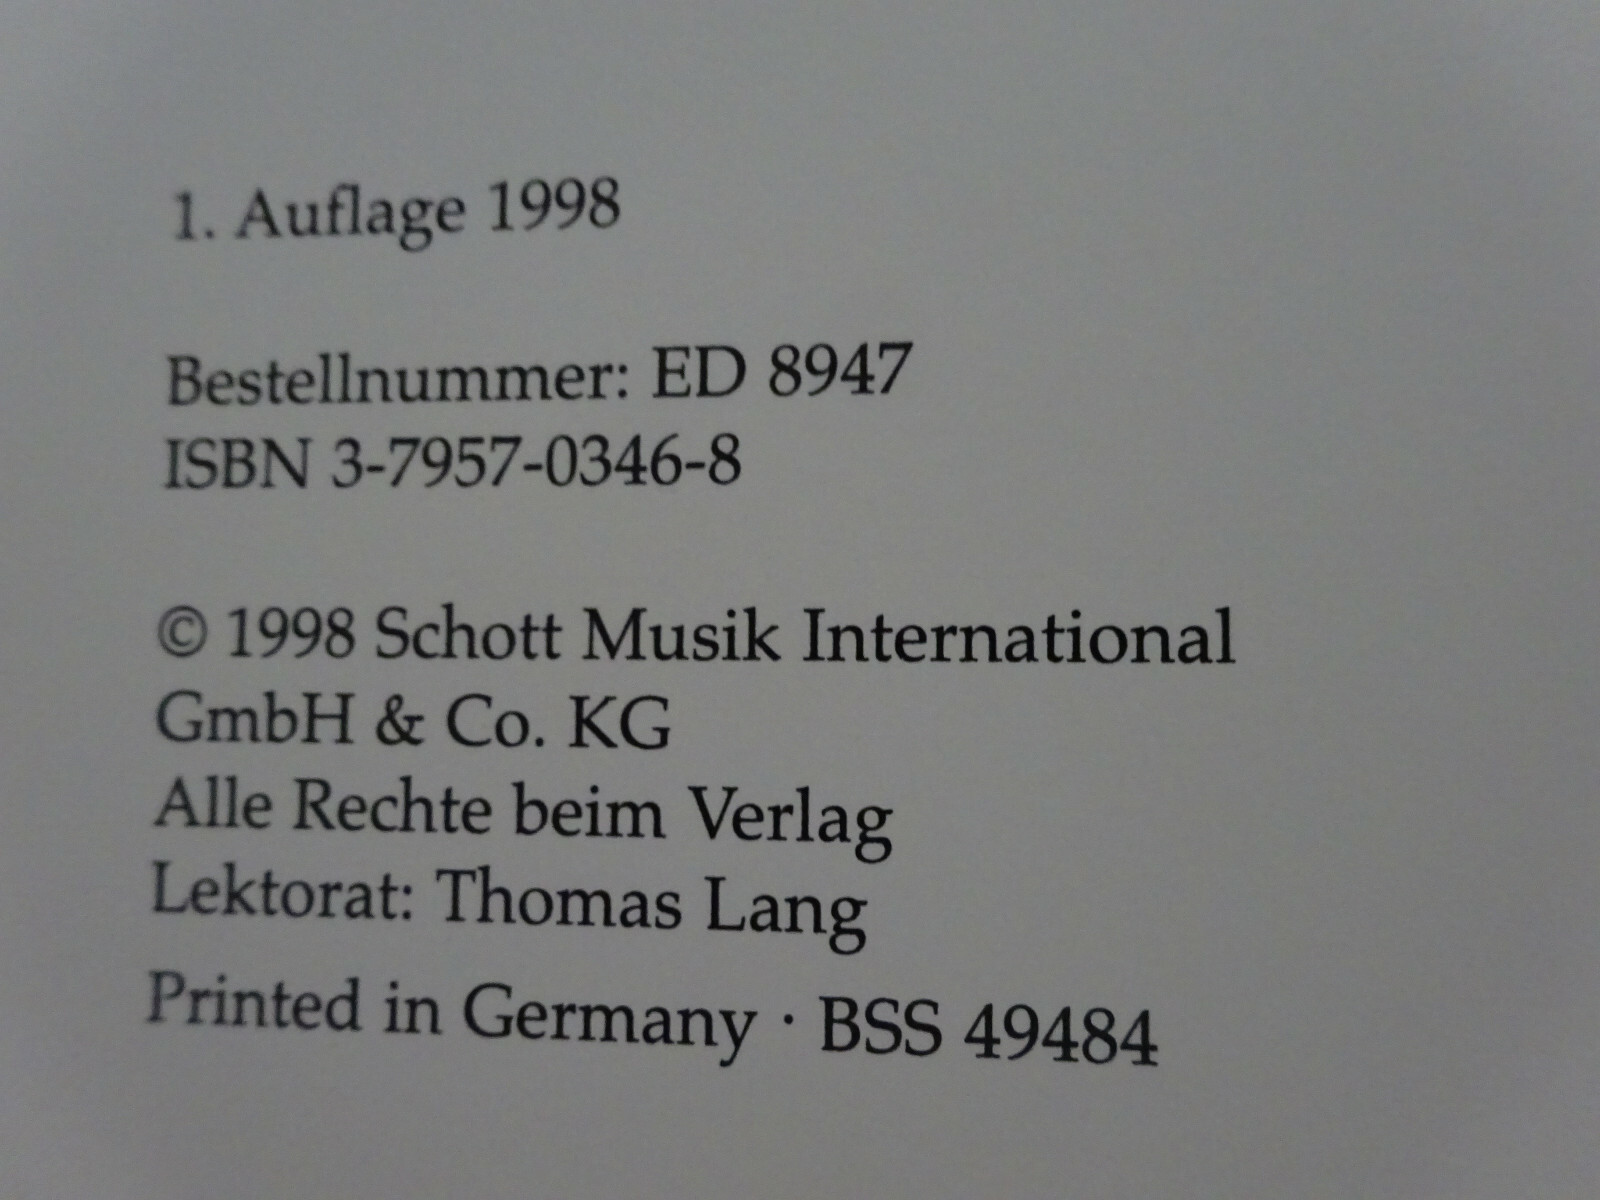 1. Auflage 1998
Bestellnummer: ED 8947
ISBN 3-7957-0346-8
© 1998 Schott Musik International
GmbH & Co. KG
Alle Rechte beim Verlag
Lektorat: Thomas Lang
Printed in Germany · BSS 49484